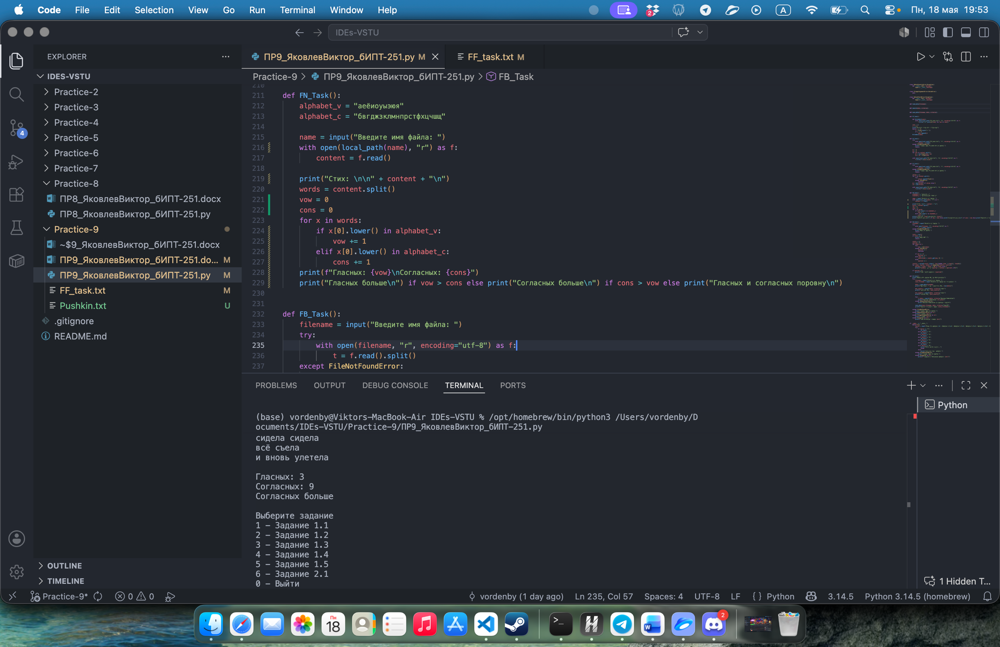 Code File Edit Selection View Go Run Terminal Window Help
2
A
Пн, 18 мая 19:53
IDEs-VSTU
EXPLORER
ПР9_ЯковлевВиктор_бИПТ-251.py M
FF_task.txt M
IDES-VSTU
Practice-9 > ПР9_ЯковлевВиктор_бИПТ-251.py > FB_Task
Practice-2
Practice-3
Practice-4
Practice-5
Practice-6
Practice-7
Practice-8
ПР8_ЯковлевВиктор_бИПТ-251.docx
ПР8_ЯковлевВиктор_бИПТ-251.py
Practice-9
~$9_ЯковлевВиктор_бИПТ-251.docx
ПР9_ЯковлевВиктор_бИПТ-251.do... M
ПР9_ЯковлевВиктор_бИПТ-251.py M
FF_task.txt M
Pushkin.txt U
.gitignore
README.md
4
OUTLINE
TIMELINE
210
211 def FN_Task():
212 alphabet_v = "аеёиоуыэюя"
213 alphabet_c = "бвгджзклмнпрстфхцчшщ"
214
215 name = input("Введите имя файла: ")
216 with open(local_path(name), "r") as f:
217 content = f.read()
218
219 print("Стих: \n\n" + content + "\n")
220 words = content.split()
221 vow = 0
222 cons = 0
223 for x in words:
224 if x[0].lower() in alphabet_v:
225 vow += 1
226 elif x[0].lower() in alphabet_c:
227 cons += 1
228 print(f"Гласных: {vow}\nСогласных: {cons}")
229 print("Гласных больше\n") if vow > cons else print("Согласных больше\n") if cons > vow else print("Гласных и согласных поровну\n")
230
231
232 def FB_Task():
233 filename = input("Введите имя файла: ")
234 try:
235 with open(filename, "r", encoding="utf-8") as f:
236 t = f.read().split()
237 except FileNotFoundError:
PROBLEMS OUTPUT DEBUG CONSOLE TERMINAL PORTS
Python
(base) vordenby@Viktors-MacBook-Air IDEs-VSTU % /opt/homebrew/bin/python3 /Users/vordenby/D
ocuments/IDEs-VSTU/Practice-9/ПР9_ЯковлевВиктор_бИПТ-251.py
сидела сидела
всё съела
и вновь улетела
Гласных: 3
Согласных: 9
Согласных больше
Выберите задание
1 – Задание 1.1
2 – Задание 1.2
3 – Задание 1.3
4 – Задание 1.4
5 – Задание 1.5
6 – Задание 2.1
0 – Выйти
1 Hidden T...
Practice-9* 0 0 vordenby (1 day ago) Ln 235, Col 57 Spaces: 4 UTF-8 LF {} Python 3.14.5 Python 3.14.5 (homebrew)
Пн
18
>_
W
2